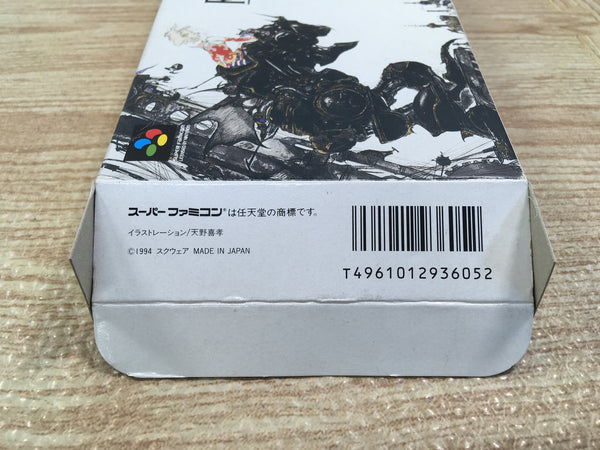 スーパーファミコン®は任天堂の商標です。
イラストレーション/天野喜孝
©1994 スクウェア MADE IN JAPAN
T4961012936052